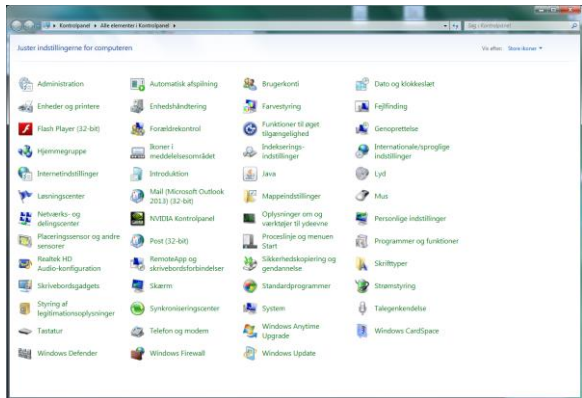 Kontrolpanel ▸ Alle elementer i Kontrolpanel ▸
Søg i Kontrolpanel
Juster indstillingerne for computeren
Vis efter: Store ikoner
Administration
Automatisk afspilning
Brugerkonti
Dato og klokkeslæt
Enheder og printere
Enhedshåndtering
Farvestyring
Fejlfinding
Flash Player (32-bit)
Forældrekontrol
Funktioner til øget
tilgængelighed
Genoprettelse
Hjemmegruppe
Ikoner i
meddelelsesområdet
Indekserings-
indstillinger
Internationale/sproglige
indstillinger
Internetindstillinger
Introduktion
Java
Lyd
Løsningscenter
Mail (Microsoft Outlook
2013) (32-bit)
Mappeindstillinger
Mus
Netværks- og
delingscenter
NVIDIA Kontrolpanel
Oplysninger om og
værktøjer til ydeevne
Personlige indstillinger
Placeringssensor og andre
sensorer
Post (32-bit)
Proceslinje og menuen
Start
Programmer og funktioner
Realtek HD
Audio-konfiguration
RemoteApp og
skrivebordsforbindelser
Sikkerhedskopiering og
gendannelse
Skrifttyper
Skrivebordsgadgets
Skærm
Standardprogrammer
Strømstyring
Styring af
legitimationsoplysninger
Synkroniseringscenter
System
Talegenkendelse
Tastatur
Telefon og modem
Windows Anytime
Upgrade
Windows CardSpace
Windows Defender
Windows Firewall
Windows Update